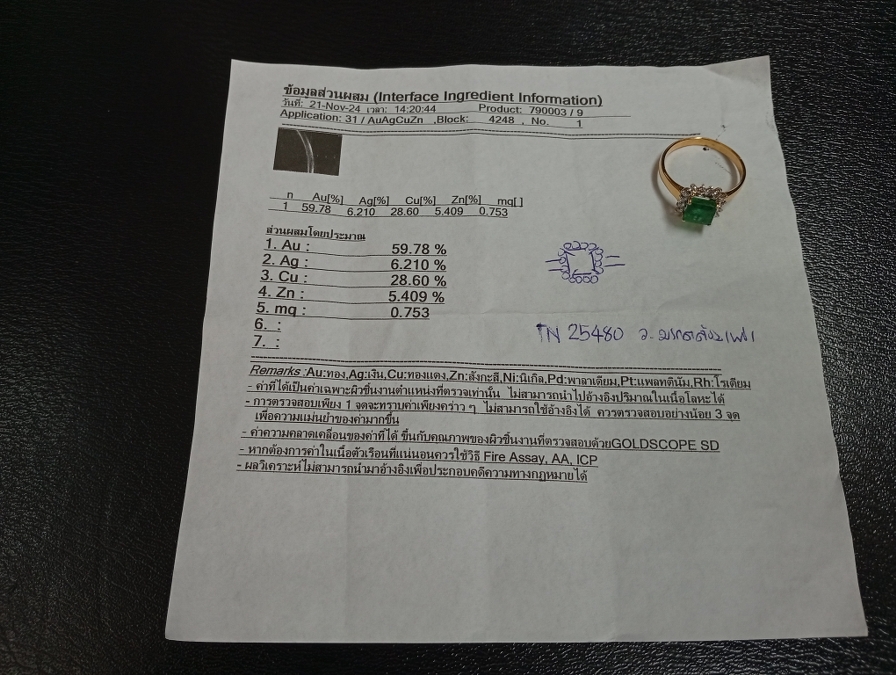 ข้อมูลส่วนผสม (Interface Ingredient Information)
วันที่: 21-Nov-24 เวลา: 14:20:44 Product: 790003 / 9
Application: 31 / AuAgCuZn ,Block: 4248 , No. 1
n Au[%] Ag[%] Cu[%] Zn[%] mq[ ]
1 59.78 6.210 28.60 5.409 0.753
ส่วนผสมโดยประมาณ
1. Au : 59.78 %
2. Ag : 6.210 %
3. Cu : 28.60 %
4. Zn : 5.409 %
5. mq : 0.753
6. :
7. :
TN 25480
Remarks :Au:ทอง,Ag:เงิน,Cu:ทองแดง,Zn:สังกะสี,Ni:นิเกิล,Pd:พาลาเดียม,Pt:แพลททินัม,Rh:โรเดียม
- ค่าที่ได้เป็นค่าเฉพาะผิวชิ้นงานตำแหน่งที่ตรวจเท่านั้น ไม่สามารถนำไปอ้างอิงปริมาณในเนื้อโลหะได้
- การตรวจสอบเพียง 1 จุดจะทราบค่าเพียงคร่าว ๆ ไม่สามารถใช้อ้างอิงได้ ควรตรวจสอบอย่างน้อย 3 จุด
เพื่อความแม่นยำของค่ามากขึ้น
- ค่าความคลาดเคลื่อนของค่าที่ได้ ขึ้นกับคุณภาพของผิวชิ้นงานที่ตรวจสอบด้วยGOLDSCOPE SD
- หากต้องการค่าในเนื้อตัวเรือนที่แน่นอนควรใช้วิธี Fire Assay, AA, ICP
- ผลวิเคราะห์ไม่สามารถนำมาอ้างอิงเพื่อประกอบคดีความทางกฎหมายได้